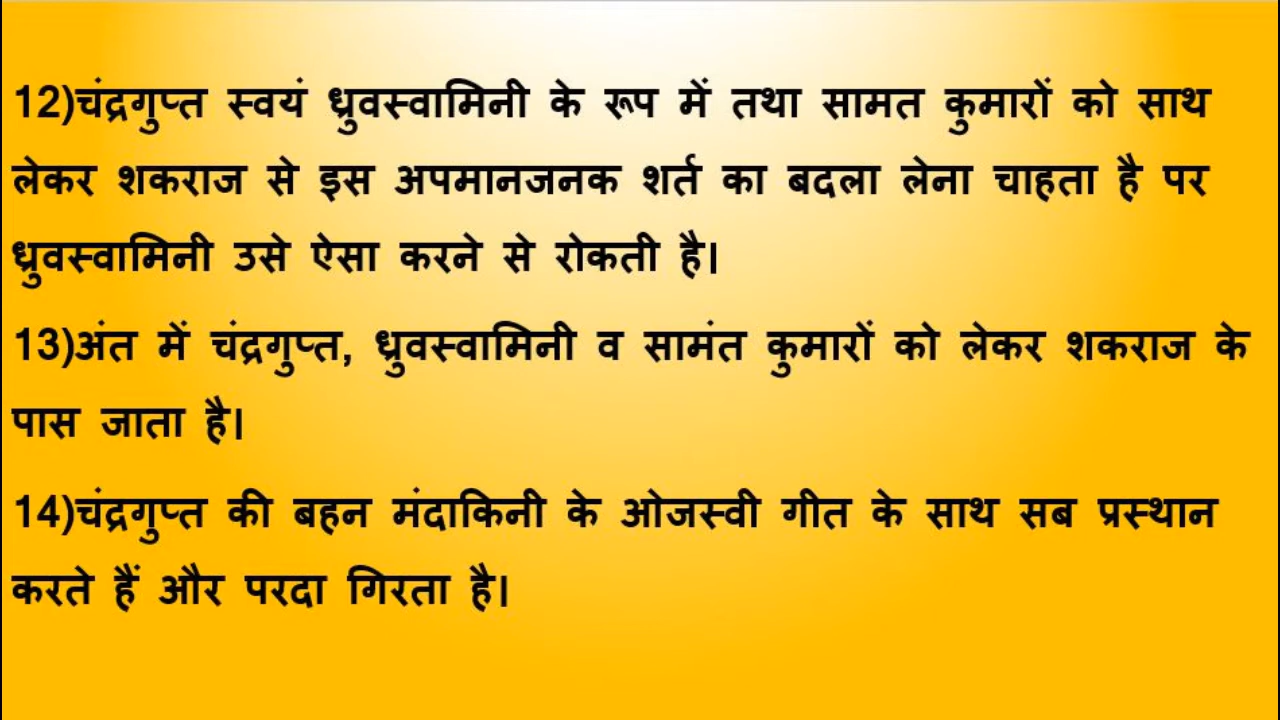 12)चंद्रगुप्त स्वयं ध्रुवस्वामिनी के रूप में तथा सामत कुमारों को साथ
लेकर शकराज से इस अपमानजनक शर्त का बदला लेना चाहता है पर
ध्रुवस्वामिनी उसे ऐसा करने से रोकती है।
13)अंत में चंद्रगुप्त, ध्रुवस्वामिनी व सामंत कुमारों को लेकर शकराज के
पास जाता है।
14)चंद्रगुप्त की बहन मंदाकिनी के ओजस्वी गीत के साथ सब प्रस्थान
करते हैं और परदा गिरता है।